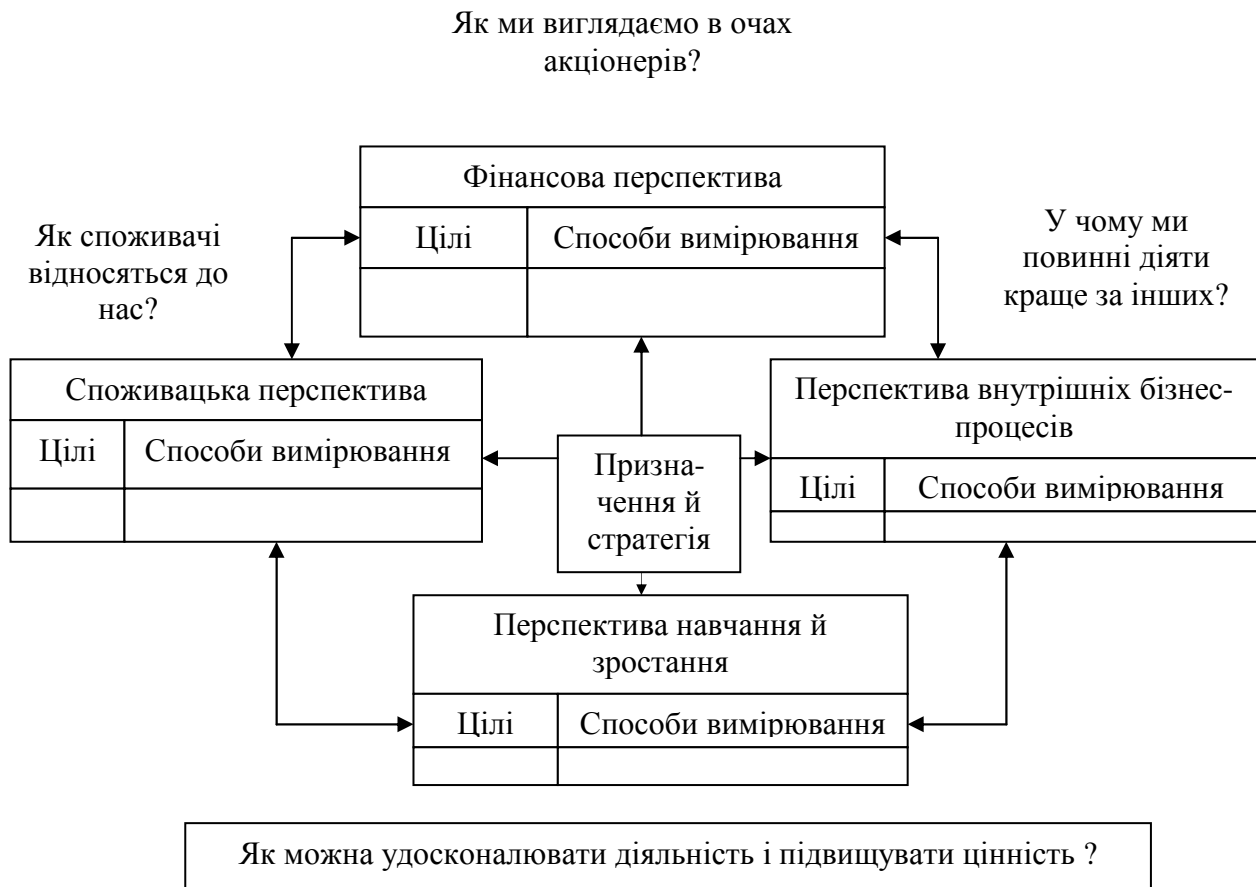 Як ми виглядаємо в очах
акціонерів?
Фінансова перспектива
Цілі
Способи вимірювання
Як споживачі
відносяться до
нас?
У чому ми
повинні діяти
краще за інших?
Споживацька перспектива
Цілі
Способи вимірювання
Призна-
чення й
стратегія
Перспектива внутрішніх бізнес-
процесів
Цілі
Способи вимірювання
Перспектива навчання й
зростання
Цілі
Способи вимірювання
Як можна удосконалювати діяльність і підвищувати цінність ?